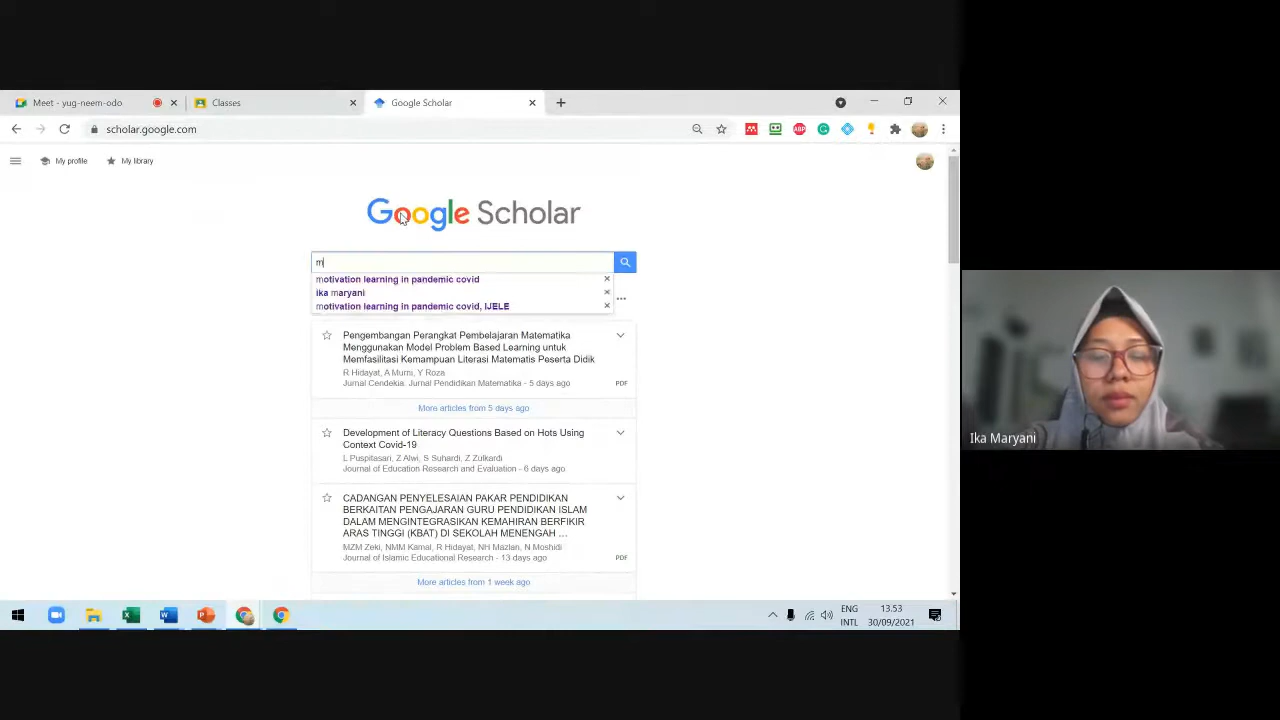 Meet - yug-neem-odo
Classes
Google Scholar
scholar.google.com
My profile
My library
Google Scholar
m
motivation learning in pandemic covid
ika maryani
motivation learning in pandemic covid, IJELE
Pengembangan Perangkat Pembelajaran Matematika
Menggunakan Model Problem Based Learning untuk
Memfasilitasi Kemampuan Literasi Matematis Peserta Didik
R Hidayat, A Murni, Y Roza
Jurnal Cendekia: Jurnal Pendidikan Matematika - 5 days ago
PDF
More articles from 5 days ago
Development of Literacy Questions Based on Hots Using
Context Covid-19
L Puspitasari, Z Alwi, S Suhardi, Z Zulkardi
Journal of Education Research and Evaluation - 6 days ago
CADANGAN PENYELESAIAN PAKAR PENDIDIKAN
BERKAITAN PENGAJARAN GURU PENDIDIKAN ISLAM
DALAM MENGINTEGRASIKAN KEMAHIRAN BERFIKIR
ARAS TINGGI (KBAT) DI SEKOLAH MENENGAH ...
MZM Zeki, NMM Kamal, R Hidayat, NH Mazlan, N Moshidi
Journal of Islamic Educational Research - 13 days ago
PDF
More articles from 1 week ago
Ika Maryani
ENG
INTL
13.53
30/09/2021